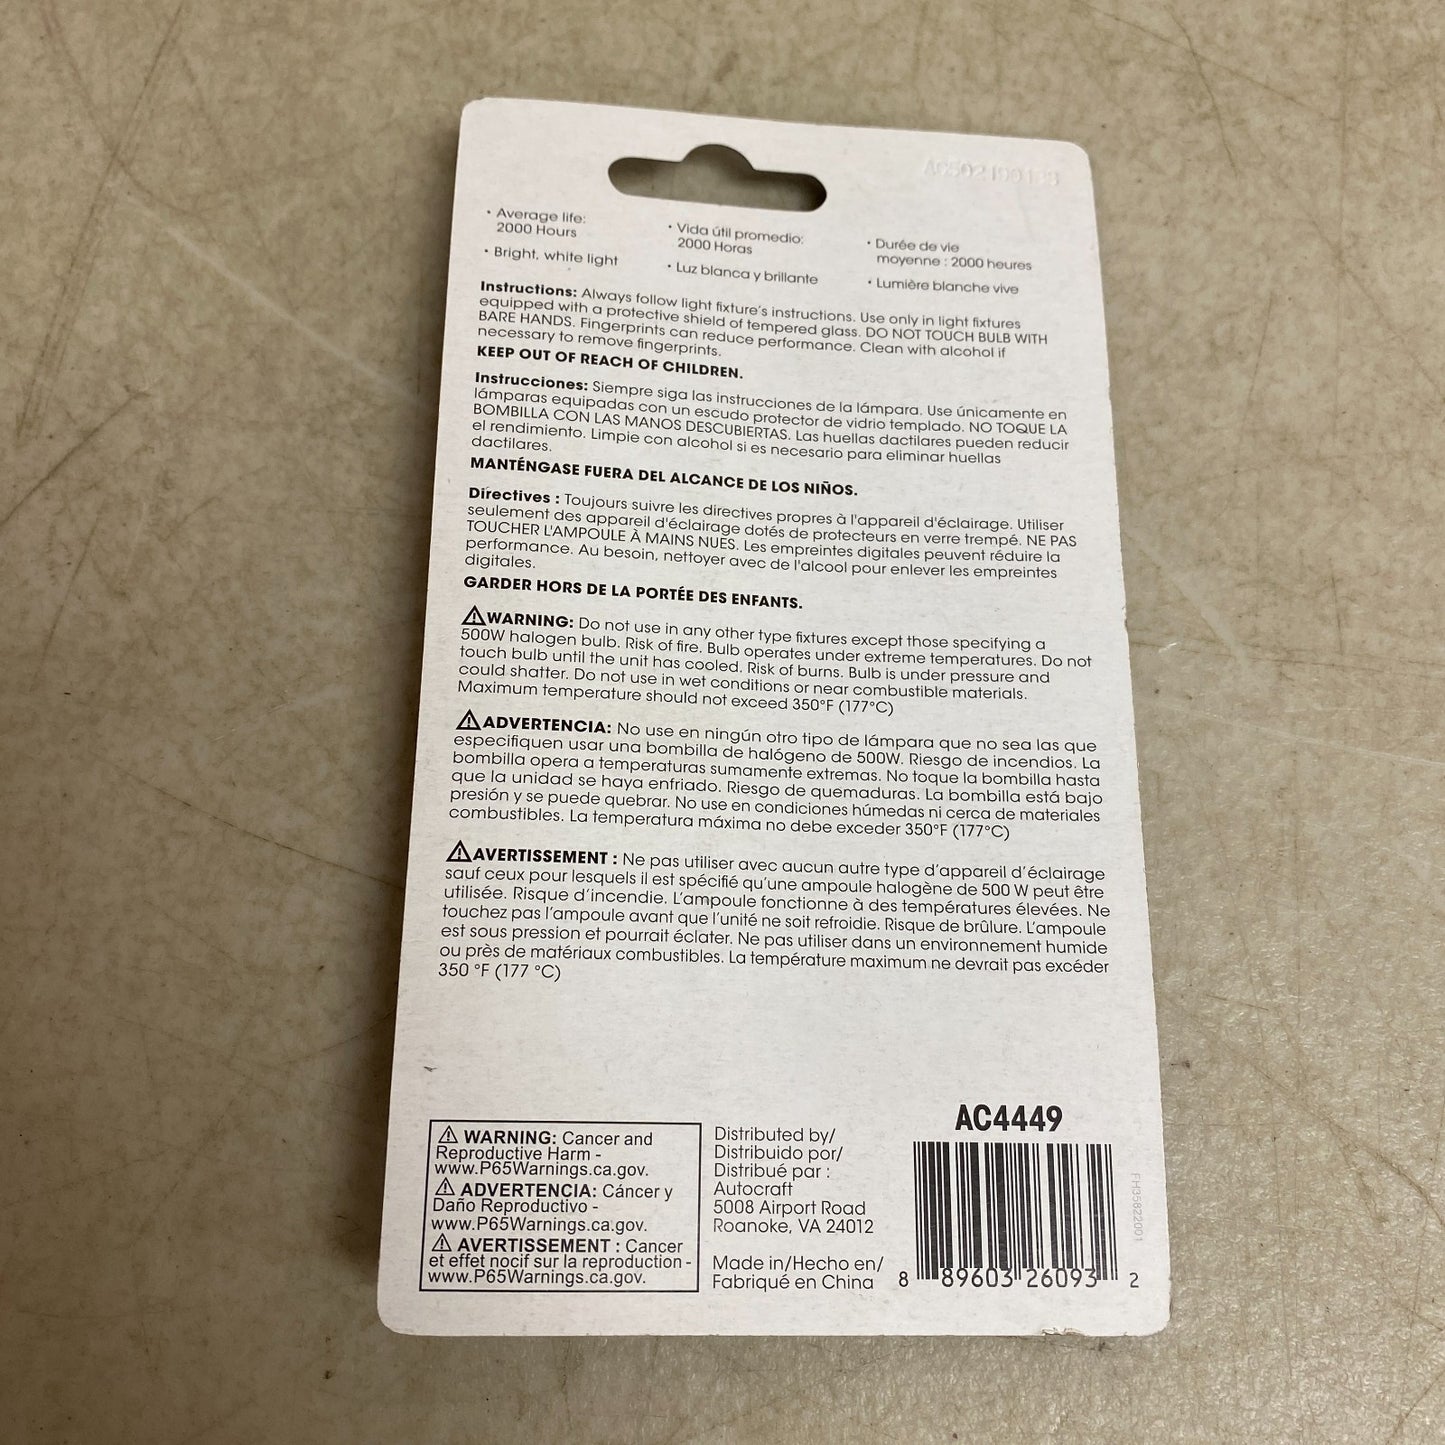 AC502190123
• Average life:
2000 Hours
• Bright, white light
• Vida útil promedio:
2000 Horas
• Luz blanca y brillante
• Durée de vie
moyenne : 2000 heures
• Lumière blanche vive
Instructions: Always follow light fixture's instructions. Use only in light fixtures
equipped with a protective shield of tempered glass. DO NOT TOUCH BULB WITH
BARE HANDS. Fingerprints can reduce performance. Clean with alcohol if
necessary to remove fingerprints.
KEEP OUT OF REACH OF CHILDREN.
Instrucciones: Siempre siga las instrucciones de la lámpara. Use únicamente en
lámparas equipadas con un escudo protector de vidrio templado. NO TOQUE LA
BOMBILLA CON LAS MANOS DESCUBIERTAS. Las huellas dactilares pueden reducir
el rendimiento. Limpie con alcohol si es necesario para eliminar huellas
dactilares.
MANTÉNGASE FUERA DEL ALCANCE DE LOS NIÑOS.
Directives : Toujours suivre les directives propres à l'appareil d'éclairage. Utiliser
seulement des appareil d'éclairage dotés de protecteurs en verre trempé. NE PAS
TOUCHER L'AMPOULE À MAINS NUES. Les empreintes digitales peuvent réduire la
performance. Au besoin, nettoyer avec de l'alcool pour enlever les empreintes
digitales.
GARDER HORS DE LA PORTÉE DES ENFANTS.
⚠WARNING: Do not use in any other type fixtures except those specifying a
500W halogen bulb. Risk of fire. Bulb operates under extreme temperatures. Do not
touch bulb until the unit has cooled. Risk of burns. Bulb is under pressure and
could shatter. Do not use in wet conditions or near combustible materials.
Maximum temperature should not exceed 350°F (177°C)
⚠ADVERTENCIA: No use en ningún otro tipo de lámpara que no sea las que
especifiquen usar una bombilla de halógeno de 500W. Riesgo de incendios. La
bombilla opera a temperaturas sumamente extremas. No toque la bombilla hasta
que la unidad se haya enfriado. Riesgo de quemaduras. La bombilla está bajo
presión y se puede quebrar. No use en condiciones húmedas ni cerca de materiales
combustibles. La temperatura máxima no debe exceder 350°F (177°C)
⚠AVERTISSEMENT : Ne pas utiliser avec aucun autre type d'appareil d'éclairage
sauf ceux pour lesquels il est spécifié qu'une ampoule halogène de 500 W peut être
utilisée. Risque d'incendie. L'ampoule fonctionne à des températures élevées. Ne
touchez pas l'ampoule avant que l'unité ne soit refroidie. Risque de brûlure. L'ampoule
est sous pression et pourrait éclater. Ne pas utiliser dans un environnement humide
ou près de matériaux combustibles. La température maximum ne devrait pas excéder
350 °F (177 °C)
⚠ WARNING: Cancer and
Reproductive Harm -
www.P65Warnings.ca.gov.
⚠ ADVERTENCIA: Cáncer y
Daño Reproductivo -
www.P65Warnings.ca.gov.
⚠ AVERTISSEMENT : Cancer
et effet nocif sur la reproduction -
www.P65Warnings.ca.gov.
Distributed by/
Distribuido por/
Distribué par :
Autocraft
5008 Airport Road
Roanoke, VA 24012
Made in/Hecho en/
Fabriqué en China
AC4449
8 89603 26093 2
FH35822001